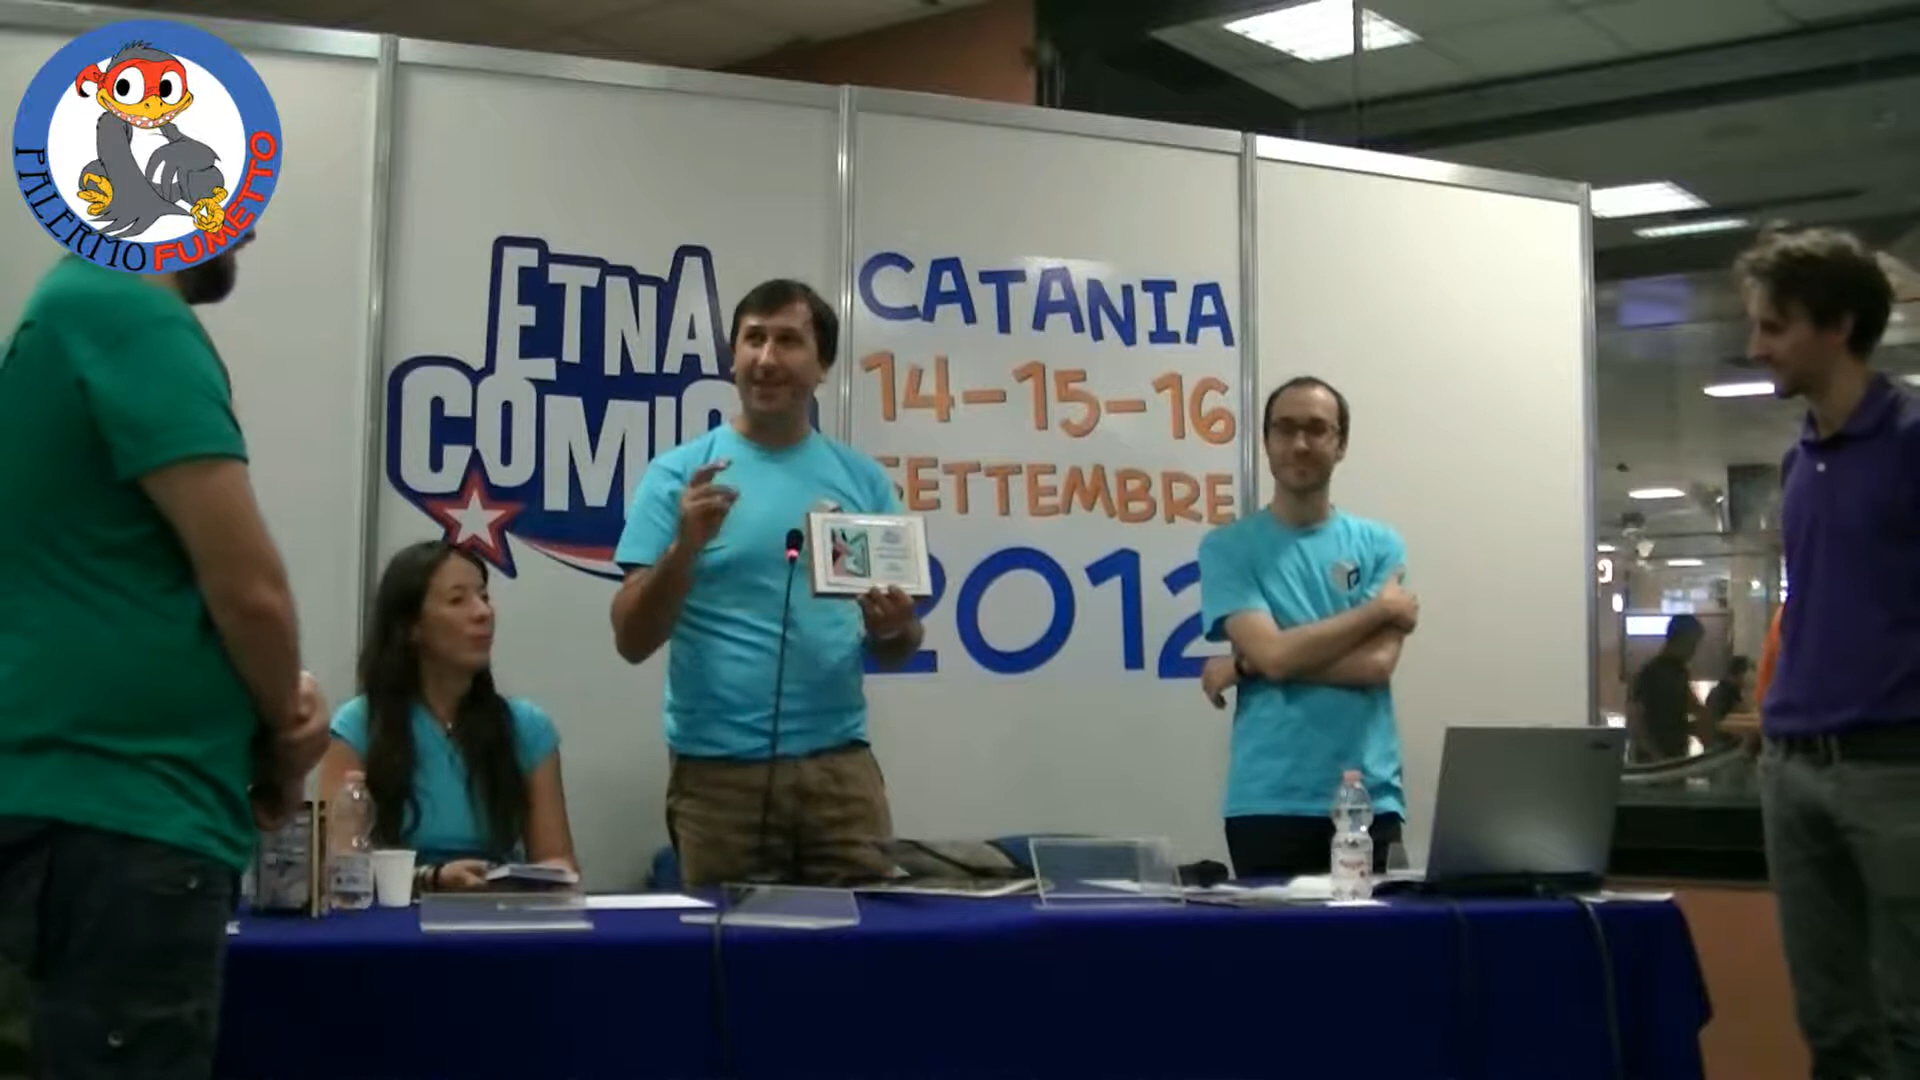 PALERMO FUMETTO
ETNA
COMIC
CATANIA
14-15-16
SETTEMBRE
2012